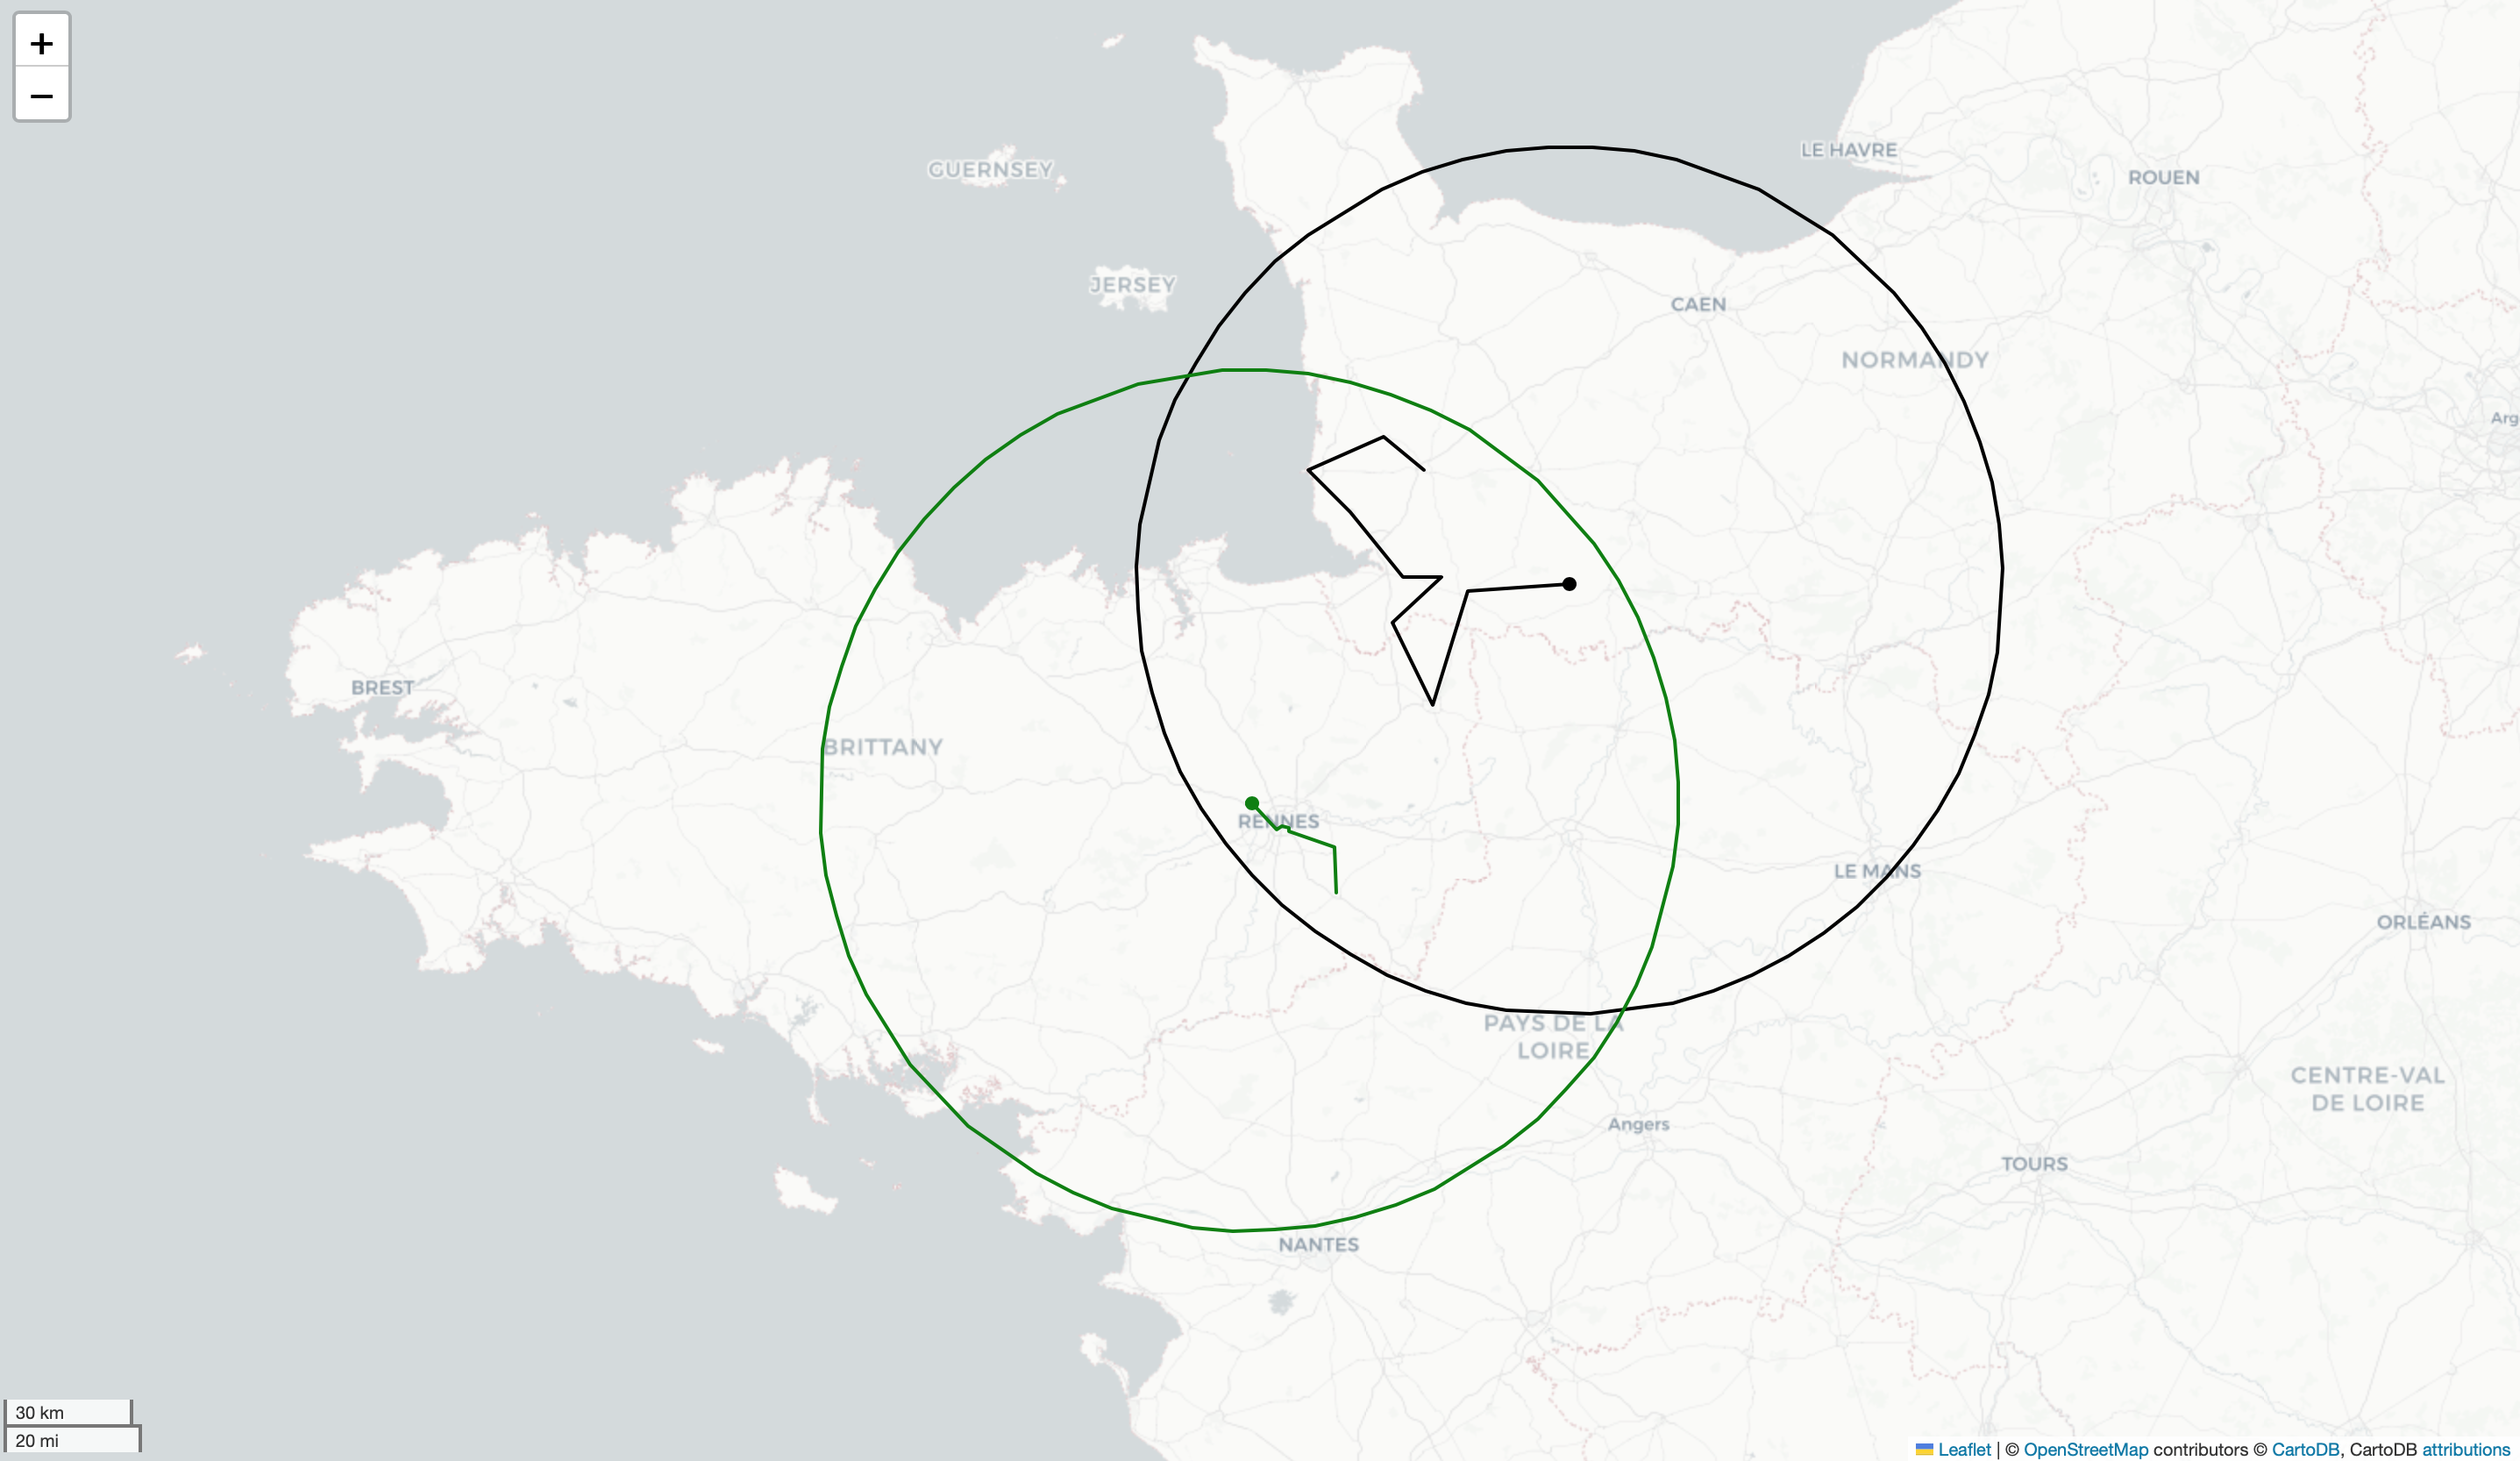 +
−
GUERNSEY
LE HAVRE
ROUEN
JERSEY
CAEN
NORMANDY
Arg
BREST
BRITTANY
RENNES
LE MANS
ORLÉANS
PAYS DE LA
LOIRE
CENTRE-VAL
DE LOIRE
Angers
TOURS
NANTES
30 km
20 mi
Leaflet | © OpenStreetMap contributors © CartoDB, CartoDB attributions